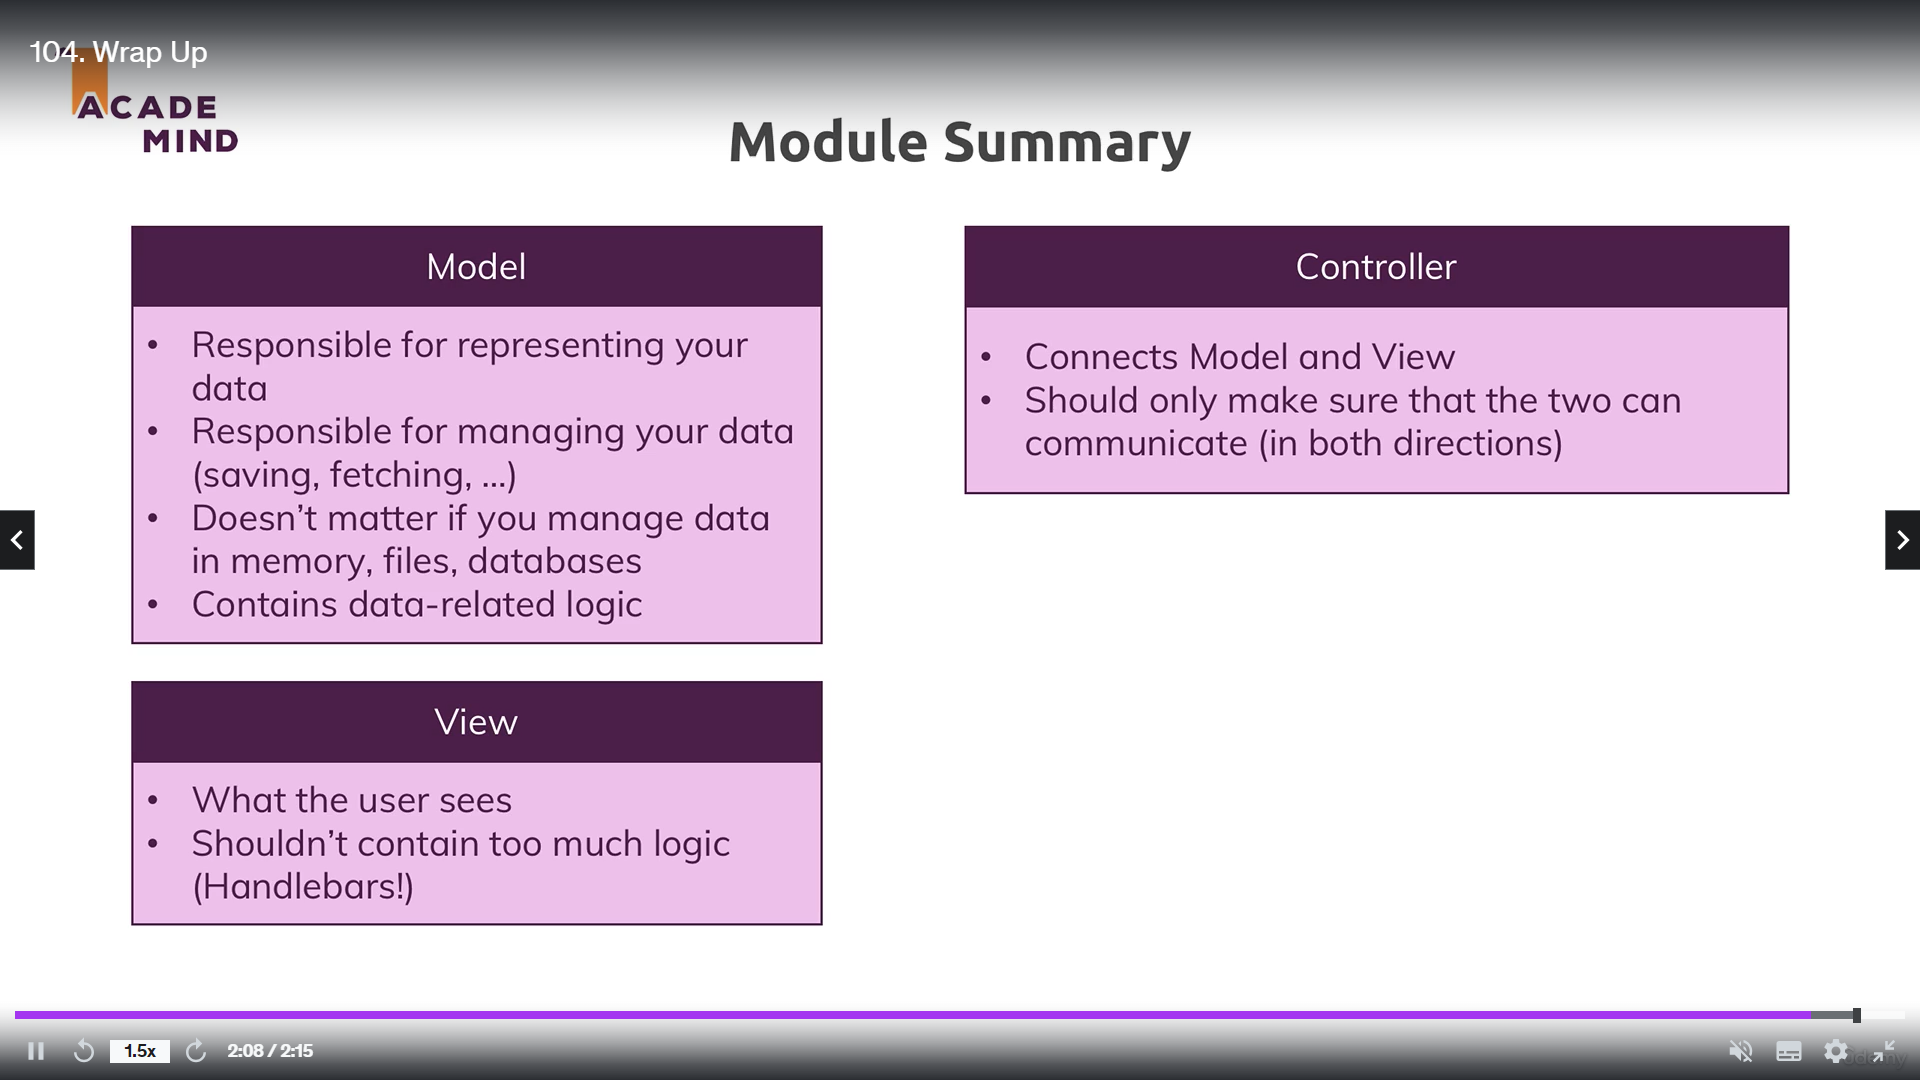 104. Wrap Up
ACADE
MIND
Module Summary
Model
• Responsible for representing your
data
• Responsible for managing your data
(saving, fetching, ...)
• Doesn’t matter if you manage data
in memory, files, databases
• Contains data-related logic
View
• What the user sees
• Shouldn’t contain too much logic
(Handlebars!)
Controller
• Connects Model and View
• Should only make sure that the two can
communicate (in both directions)
1.5x
2:08 / 2:15